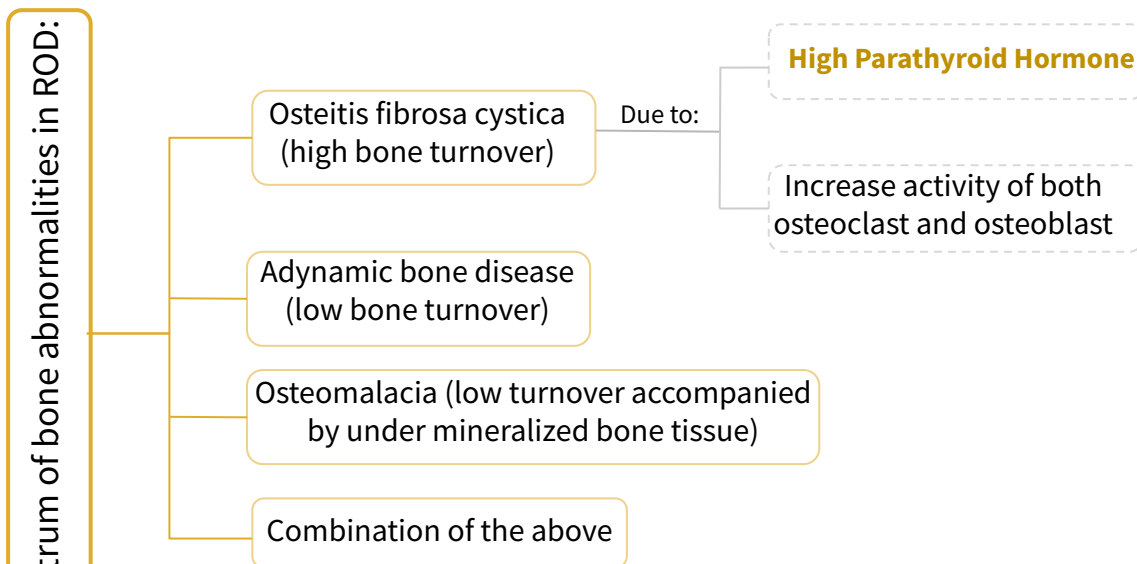 of bone abnormalities in ROD:
Osteitis fibrosa cystica
(high bone turnover)
Due to:
High Parathyroid Hormone
Increase activity of both
osteoclast and osteoblast
Adynamic bone disease
(low bone turnover)
Osteomalacia (low turnover accompanied
by under mineralized bone tissue)
Combination of the above